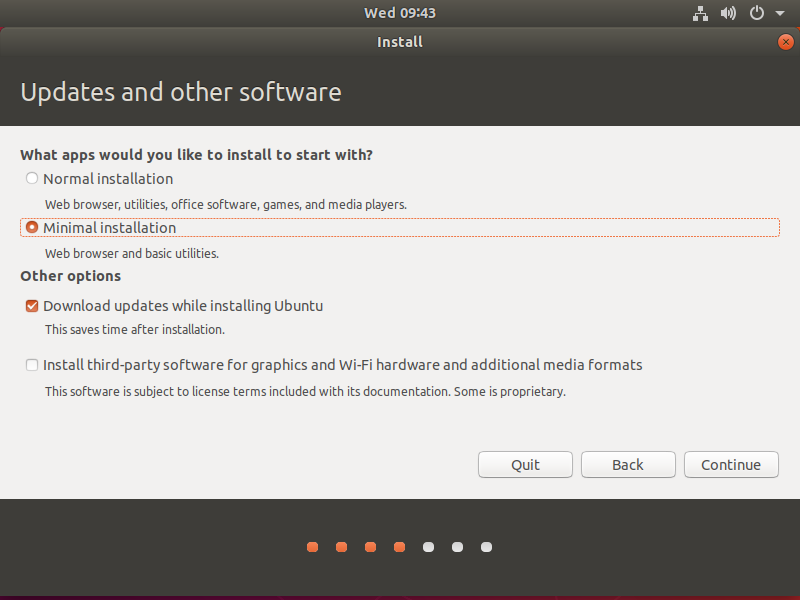 Wed 09:43
Install
Updates and other software
What apps would you like to install to start with?
Normal installation
Web browser, utilities, office software, games, and media players.
Minimal installation
Web browser and basic utilities.
Other options
Download updates while installing Ubuntu
This saves time after installation.
Install third-party software for graphics and Wi-Fi hardware and additional media formats
This software is subject to license terms included with its documentation. Some is proprietary.
Quit Back Continue